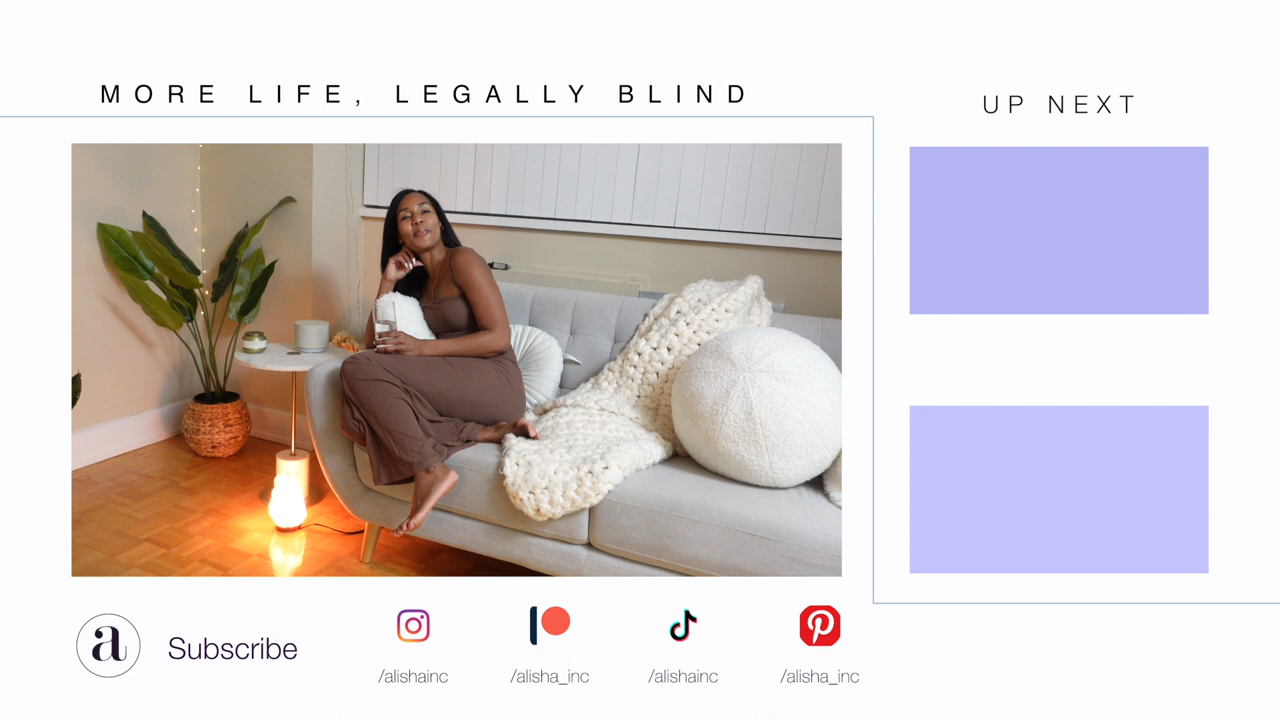 MORE LIFE, LEGALLY BLIND
UP NEXT
a
Subscribe
/alishainc
/alisha_inc
/alishainc
/alisha_inc